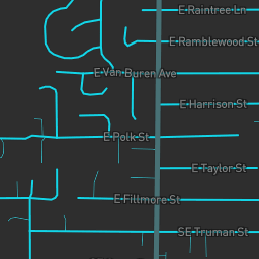 E Raintree Ln
E Ramblewood St
E Van Buren Ave
E Harrison St
E Polk St
E Taylor St
E Fillmore St
SE Truman St